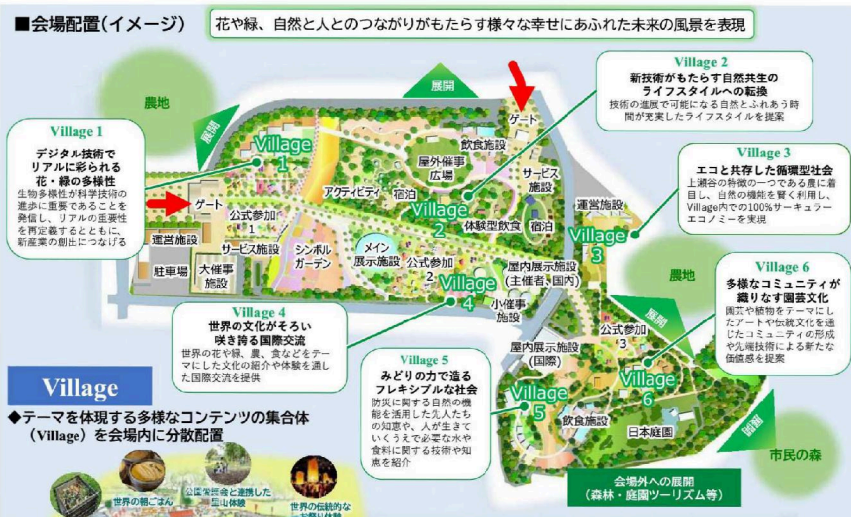 ■会場配置(イメージ)
花や緑、自然と人とのつながりがもたらす様々な幸せにあふれた未来の風景を表現
Village 2
新技術がもたらす自然共生の
ライフスタイルへの転換
技術の進展で可能になる自然とふれあう時
間が充実したライフスタイルを提案
展開
農地
展開
ゲート
Village 1
デジタル技術で
リアルに彩られる
花・緑の多様性
生物多様性が科学技術の
進歩に重要であることを
発信し、リアルの重要性
を再定義するとともに、
新産業の創出につなげる
Village
1
飲食施設
屋外催事
広場
サービス
施設
アクティビティ
宿泊
Village
2
体験型飲食
宿泊
Village 3
エコと共存した循環型社会
上瀬谷の特徴の一つである農に着
目し、自然の機能を賢く利用し、
Village内での100%サーキュラー
エコノミーを実現
ゲート
公式参加
1
運営施設
サービス施設
駐車場
大催事
施設
シンボル
ガーデン
メイン
展示施設
公式参加
2
運営施設
Village
3
屋内展示施設
(主催者、国内)
Village
4
小催事
施設
農地
展開
Village 6
多様なコミュニティが
織りなす園芸文化
園芸や植物をテーマにし
たアートや伝統文化を通
じたコミュニティの形成
や先端技術による新たな
価値感を提案
Village 4
世界の文化がそろい
咲き誇る国際交流
世界の花や緑、農、食などをテー
マにした文化の紹介や体験を通し
た国際交流を提供
屋内展示施設
(国際)
公式参加
3
Village 5
みどりの力で造る
フレキシブルな社会
防災に関する自然の機
能を活用した先人たち
の知恵や、人が生きて
いくうえで必要な水や
食料に関する技術や知
恵を紹介
Village
5
Village
6
飲食施設
日本庭園
展開
市民の森
会場外への展開
(森林・庭園ツーリズム等)
Village
◆テーマを体現する多様なコンテンツの集合体
(Village)を会場内に分散配置
世界の朝ごはん
公園愛護会と連携した
里山体験
世界の伝統的な